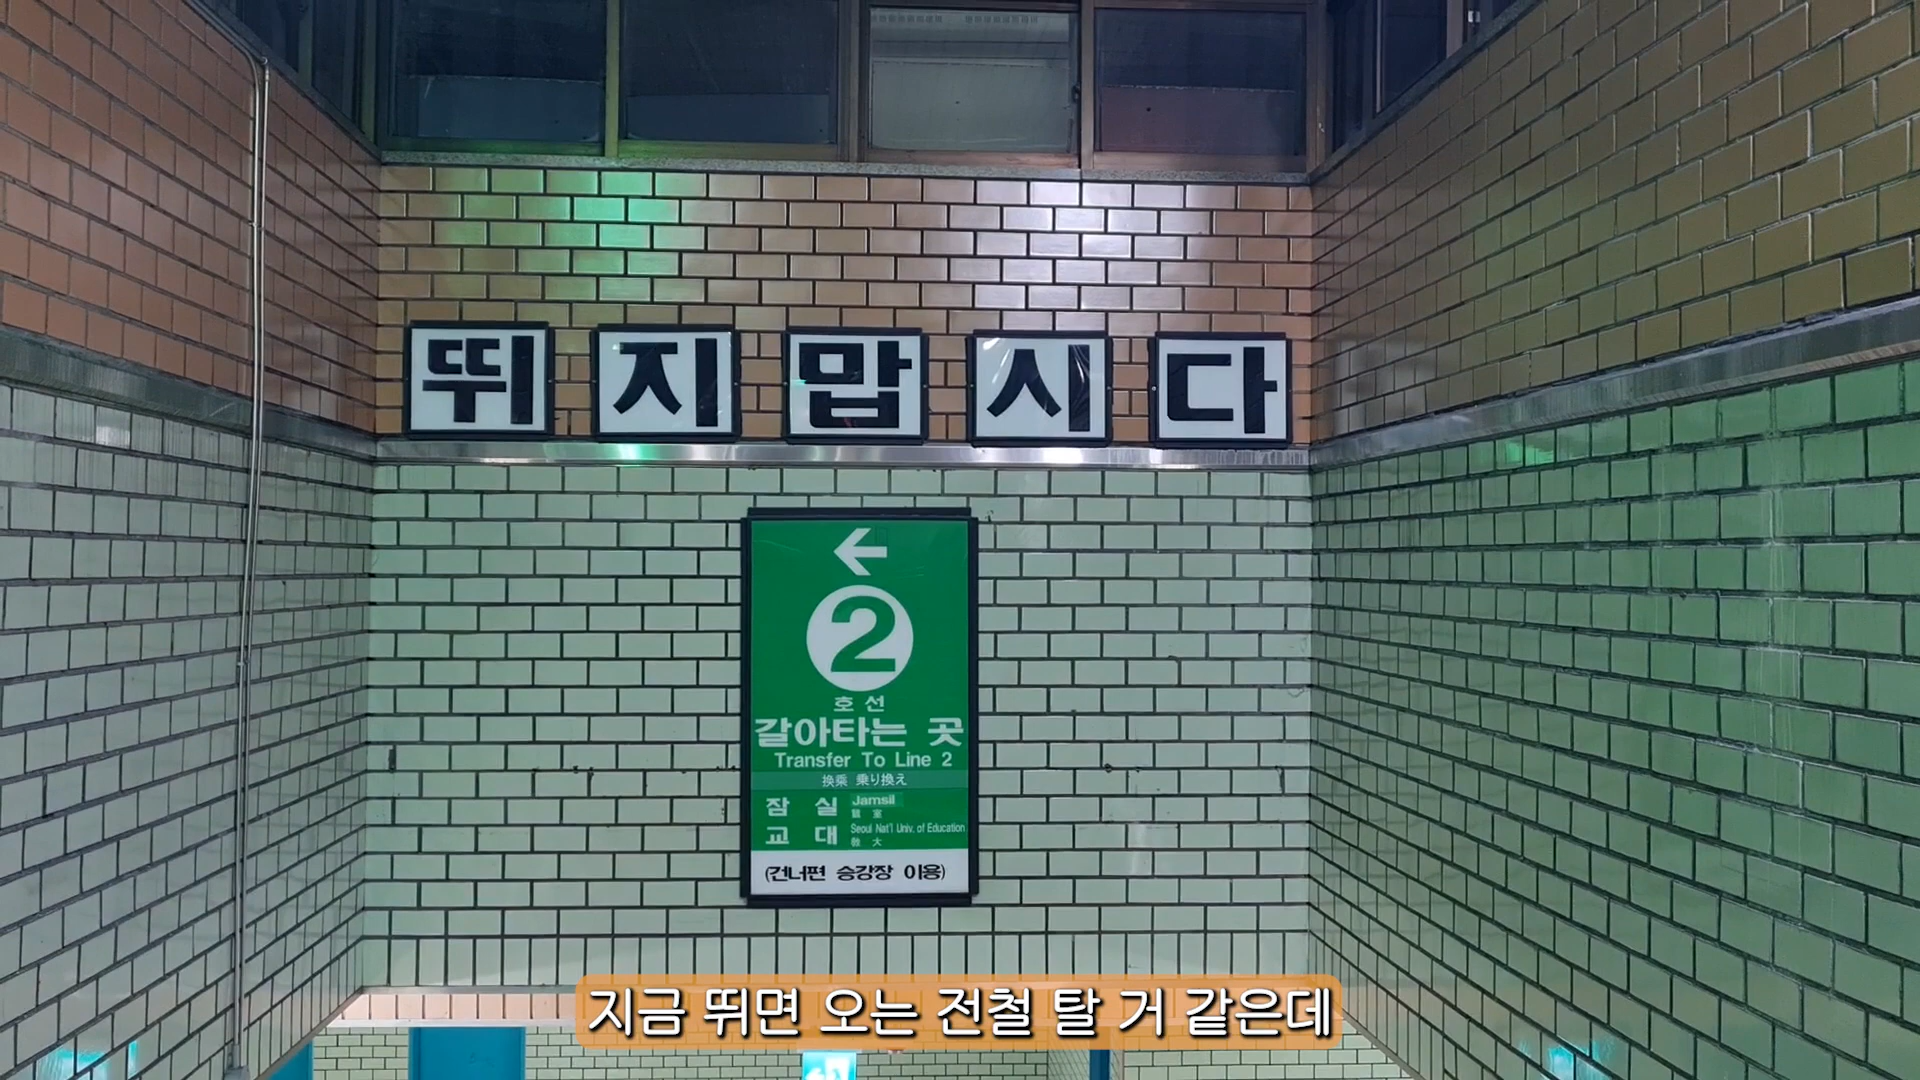 뛰지맙시다
←
2
호선
갈아타는 곳
Transfer To Line 2
换乘 乗り換え
잠 실 Jamsil
蠶 室
교 대 Seoul Nat'l Univ. of Education
敎 大
(건너편 승강장 이용)
지금 뛰면 오는 전철 탈 거 같은데